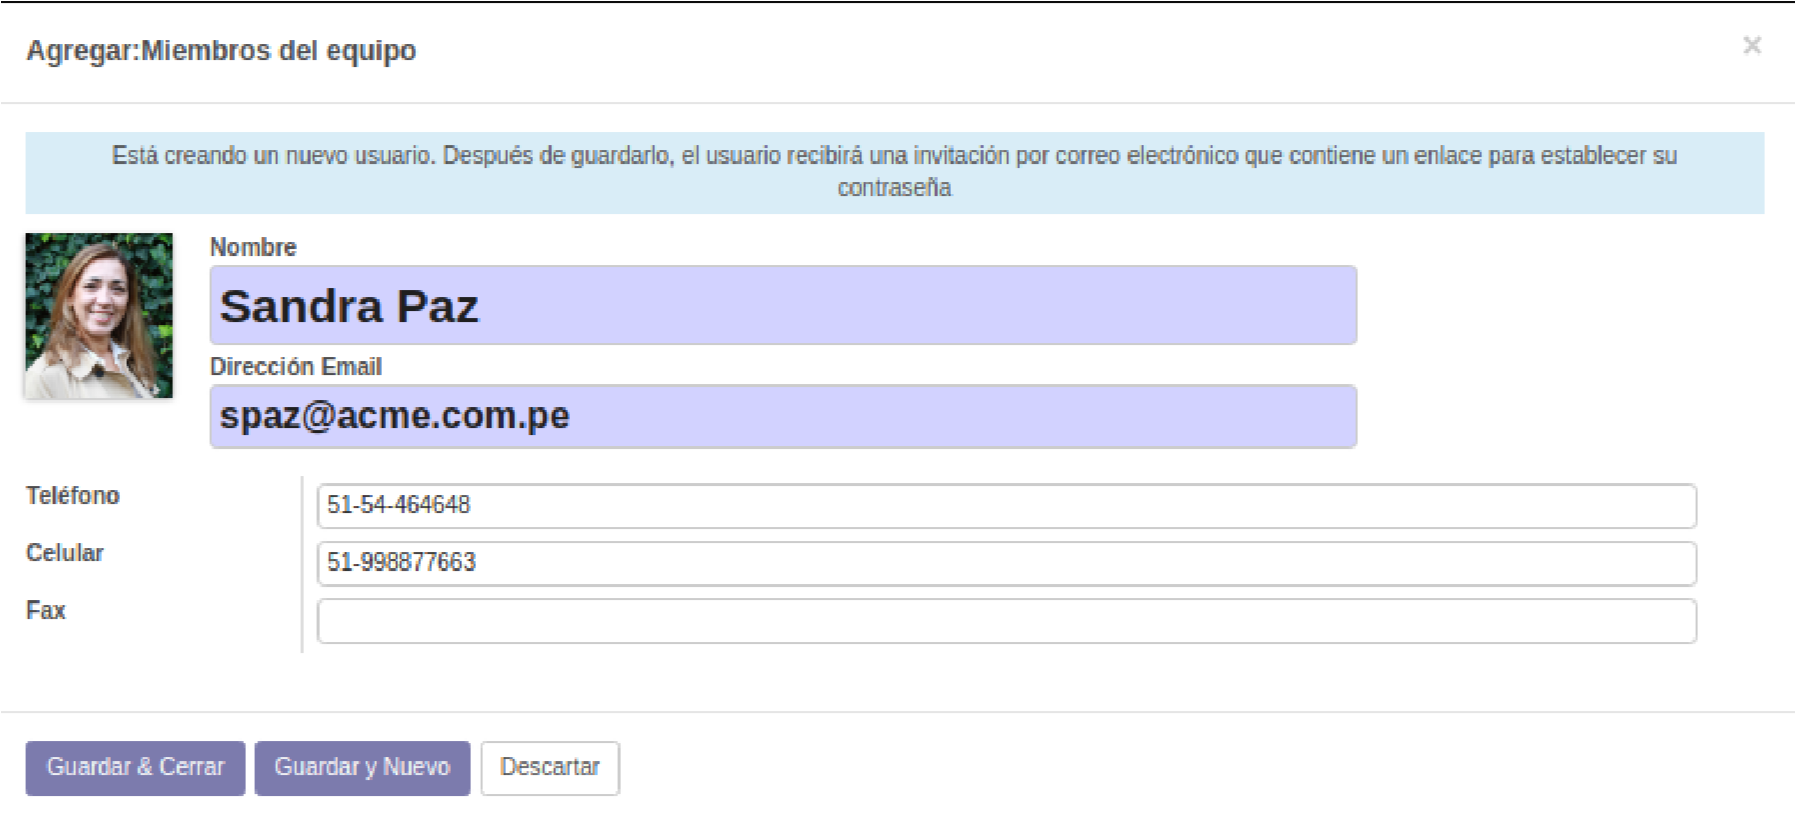 Agregar:Miembros del equipo
×
Está creando un nuevo usuario. Después de guardarlo, el usuario recibirá una invitación por correo electrónico que contiene un enlace para establecer su
contraseña
Nombre
Sandra Paz
Dirección Email
spaz@acme.com.pe
Teléfono
51-54-464648
Celular
51-998877663
Fax
Guardar & Cerrar
Guardar y Nuevo
Descartar